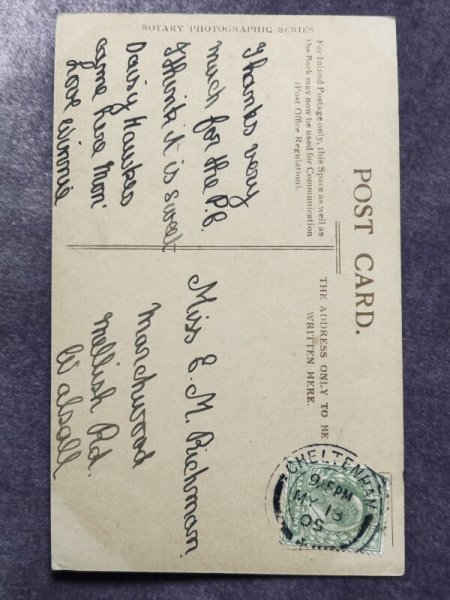 ROTARY PHOTOGRAPHIC SERIES
POST CARD.
For Inland Postage only, this Space as well as
the Back may now be used for Communication
(Post Office Regulation).
THE ADDRESS ONLY TO BE
WRITTEN HERE.
Thanks very
much for the P.C.
I think it is sweet
Daisy Hawkes
came here Mon'
love Winnie
Miss E. M. Richman
Marchwood
Mellish Rd.
Walsall
CHELTENHAM
9.15 PM
MY 13
05